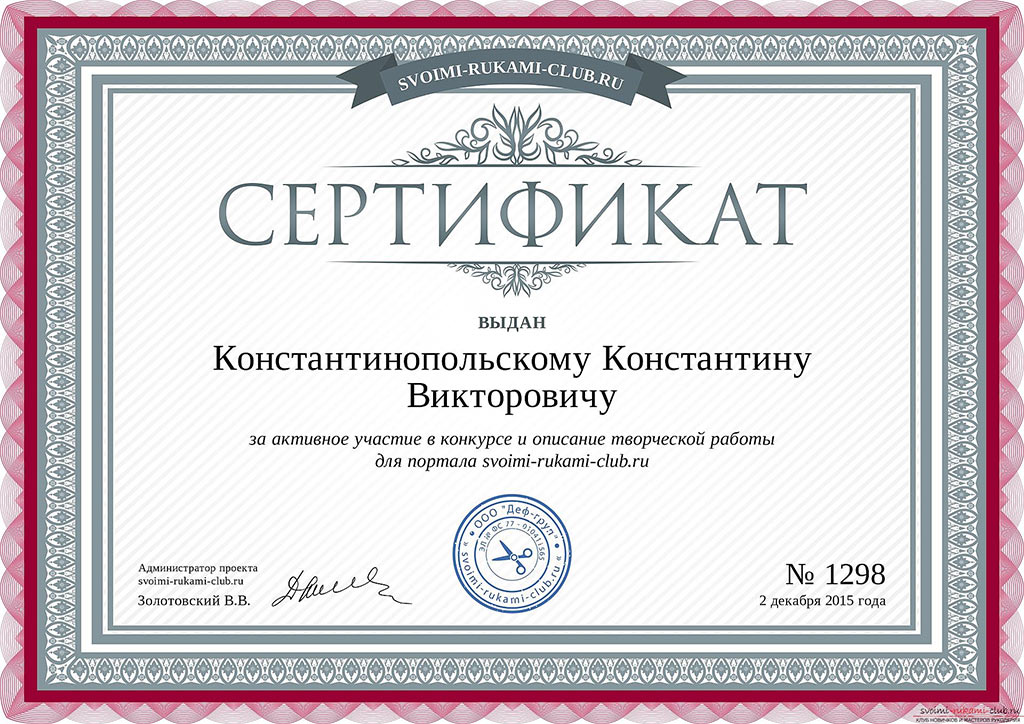 SVOIMI-RUKAMI-CLUB.RU
СЕРТИФИКАТ
ВЫДАН
Константинопольскому Константину
Викторовичу
за активное участие в конкурсе и описание творческой работы
для портала svoimi-rukami-club.ru
ООО "Деф-груп"
ЭЛ № ФС 77 - 01041565
« svoimi-rukami-club.ru »
Администратор проекта
svoimi-rukami-club.ru
Золотовский В.В.
№ 1298
2 декабря 2015 года
svoimi-rukami-club.ru
КЛУБ НОВИЧКОВ И МАСТЕРОВ РУКОДЕЛИЯ